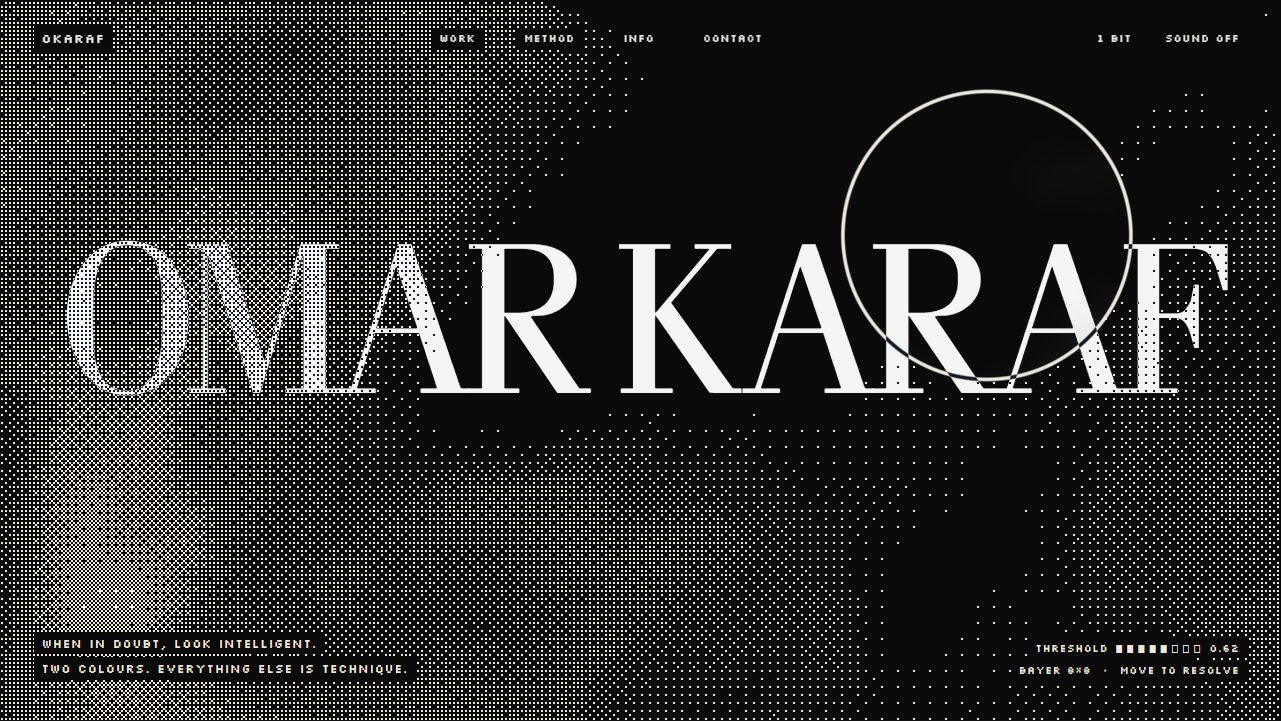 OKARAF
WORK METHOD INFO CONTACT
1 BIT SOUND OFF
OMAR KARAF
WHEN IN DOUBT, LOOK INTELLIGENT.
TWO COLOURS. EVERYTHING ELSE IS TECHNIQUE.
THRESHOLD ■■■■■□□□ 0.62
BAYER 8×8 · MOVE TO RESOLVE